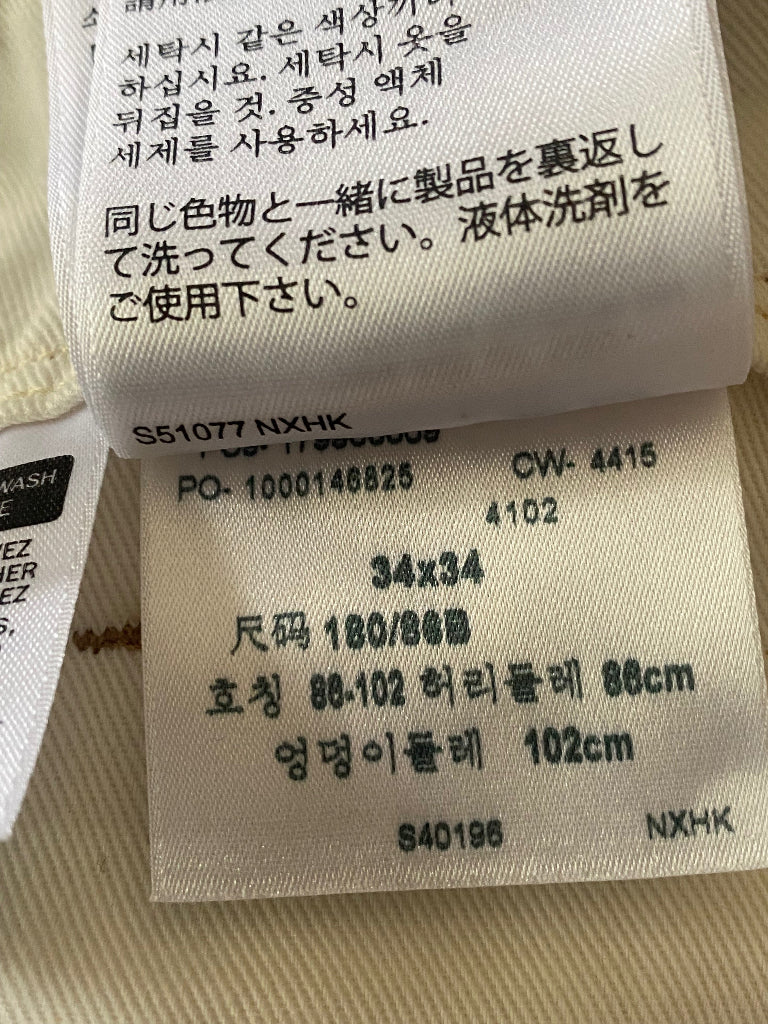 세탁시 같은 색상끼리
하십시요. 세탁시 옷을
뒤집을 것. 중성 액체
세제를 사용하세요.
同じ色物と一緒に製品を裏返し
て洗ってください。液体洗剤を
ご使用下さい。
S51077 NXHK
PO- 1000146825 CW- 4415
4102
34x34
尺码 180/86B
호칭 86-102 허리둘레 86cm
엉덩이둘레 102cm
S40196 NXHK
WASH